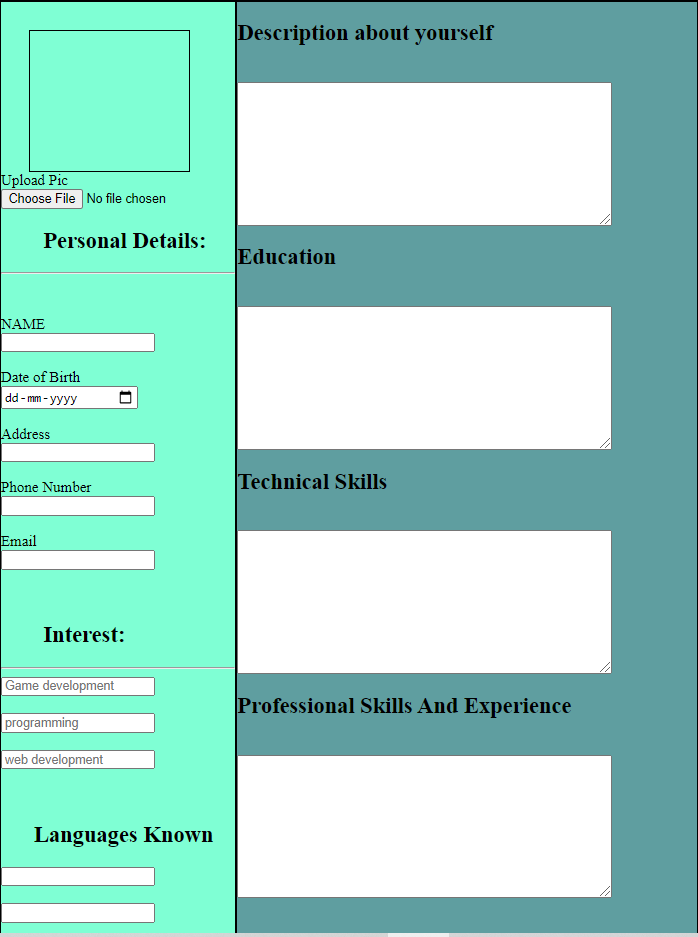 Upload Pic
Choose File No file chosen
Personal Details:
NAME
Date of Birth
dd-mm-yyyy
Address
Phone Number
Email
Interest:
Game development
programming
web development
Languages Known
Description about yourself
Education
Technical Skills
Professional Skills And Experience